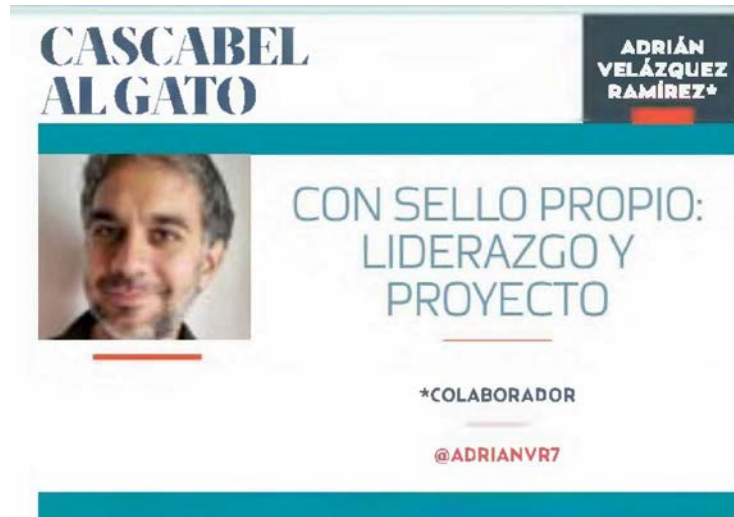 CASCABEL
AL GATO
ADRIÁN
VELÁZQUEZ
RAMÍREZ*
CON SELLO PROPIO:
LIDERAZGO Y
PROYECTO
*COLABORADOR
@ADRIANVR7